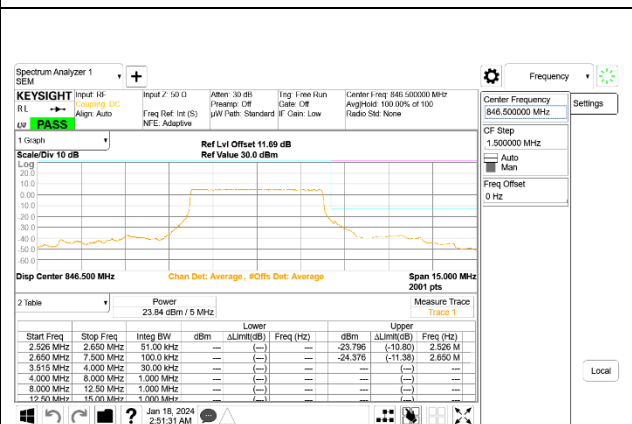 Spectrum Analyzer 1
SEM
+
Frequency
KEYSIGHT
RL
PASS
Input: RF
Coupling: DC
Align: Auto
Input Z: 50 Ω
Freq Ref: Int (S)
NFE: Adaptive
Atten: 30 dB
Preamp: Off
µW Path: Standard
Trig: Free Run
Gate: Off
IF Gain: Low
Center Freq: 846.500000 MHz
Avg|Hold: 100.00% of 100
Radio Std: None
Center Frequency
846.500000 MHz
Settings
CF Step
1.500000 MHz
Auto
Man
Freq Offset
0 Hz
1 Graph
Scale/Div 10 dB
Ref Lvl Offset 11.69 dB
Ref Value 30.0 dBm
Log
20.0
10.0
0.00
-10.0
-20.0
-30.0
-40.0
-50.0
-60.0
Disp Center 846.500 MHz
Chan Det: Average , #Offs Det: Average
Span 15.000 MHz
2001 pts
2 Table
Power
23.84 dBm / 5 MHz
Measure Trace
Trace 1
Lower Upper
Start Freq Stop Freq Integ BW dBm ΔLimit(dB) Freq (Hz) dBm ΔLimit(dB) Freq (Hz)
2.526 MHz 2.650 MHz 51.00 kHz --- (---) --- -23.796 (-10.80) 2.526 M
2.650 MHz 7.500 MHz 100.0 kHz --- (---) --- -24.376 (-11.38) 2.650 M
3.515 MHz 4.000 MHz 30.00 kHz --- (---) --- --- (---) ---
4.000 MHz 8.000 MHz 1.000 MHz --- (---) --- --- (---) ---
8.000 MHz 12.50 MHz 1.000 MHz --- (---) --- --- (---) ---
12.50 MHz 15.00 MHz 1.000 MHz --- (---) --- --- (---) ---
Local
?
Jan 18, 2024
2:51:31 AM